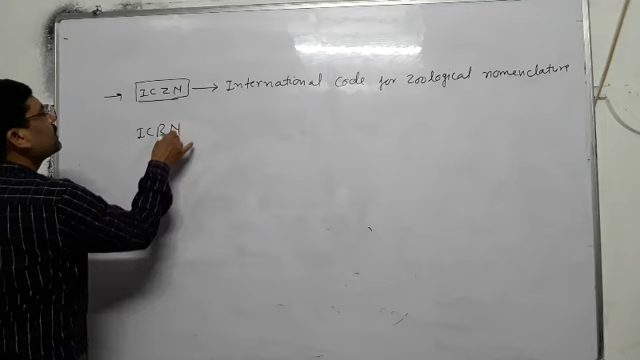 → ICZN → International Code for Zoological nomenclature
ICBN